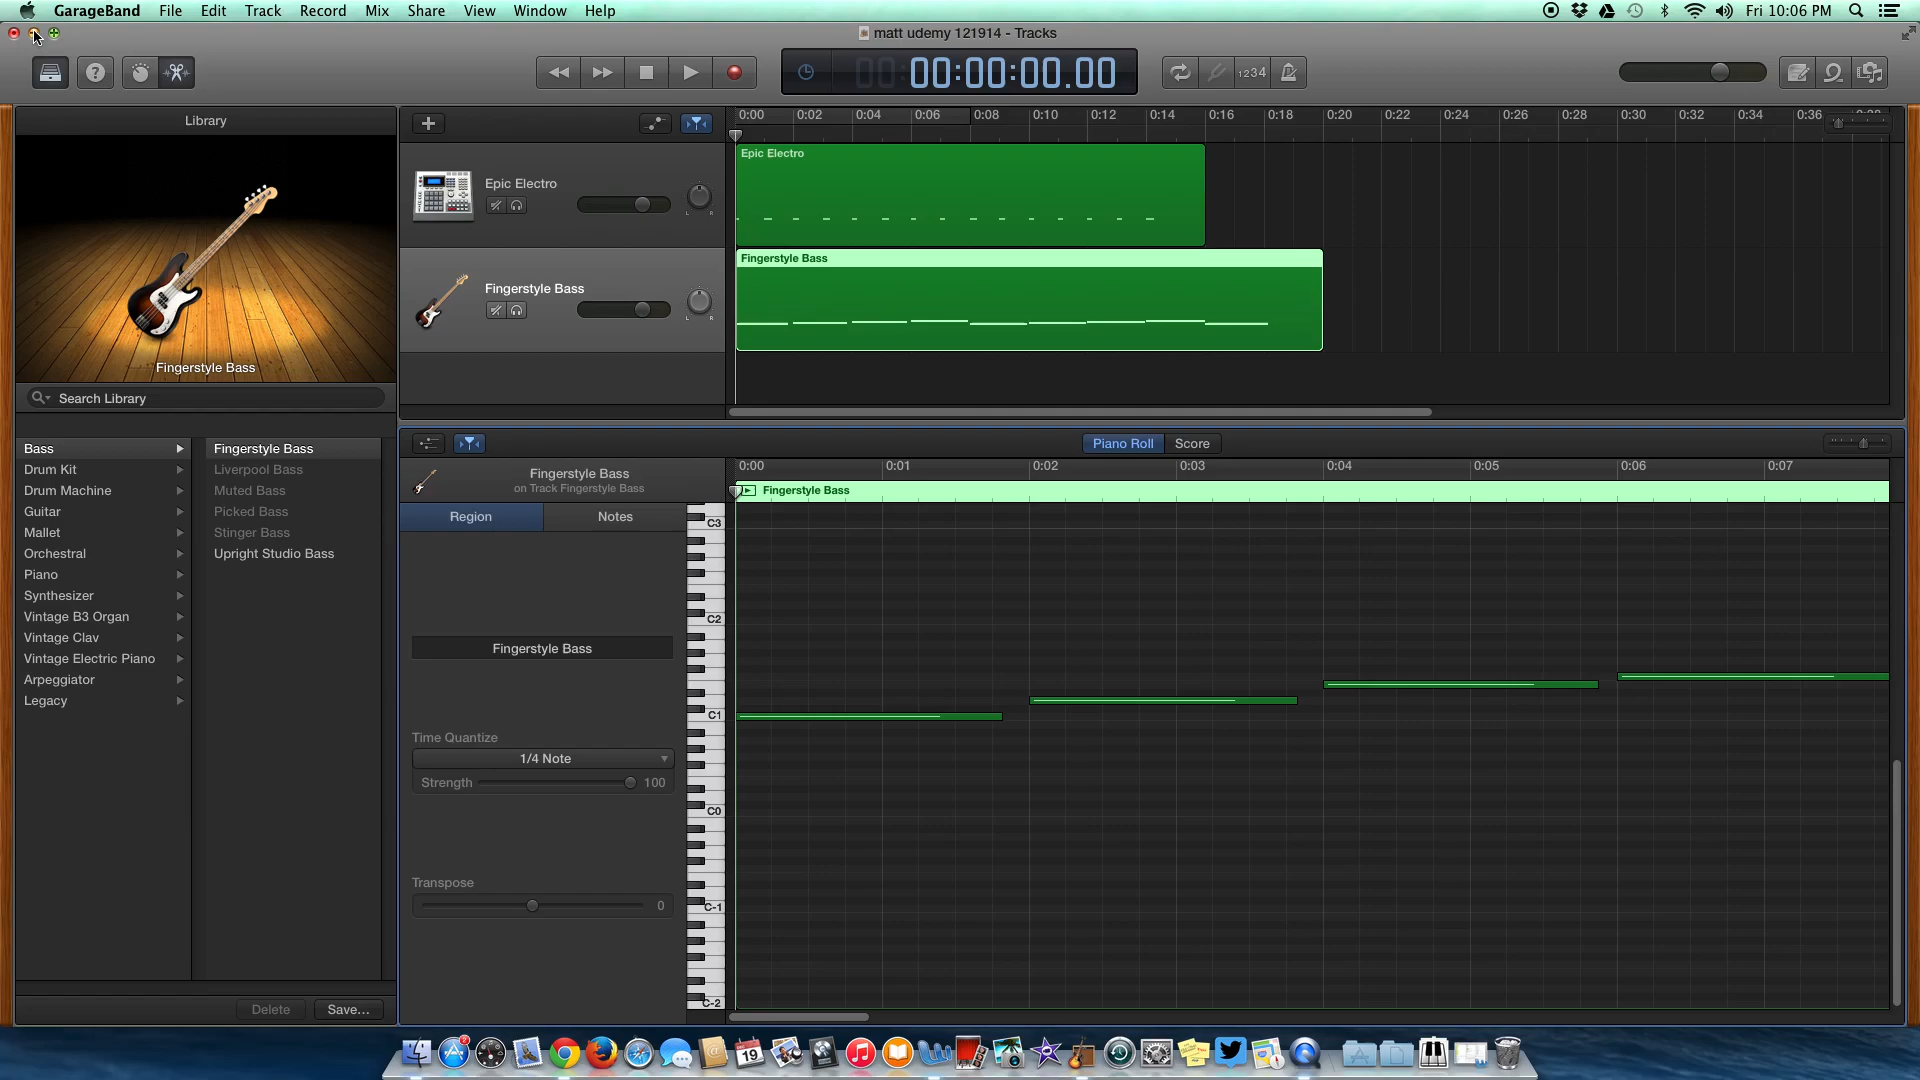 GarageBand File Edit Track Record Mix Share View Window Help
Fri 10:06 PM
matt udemy 121914 - Tracks
00:00:00.00
1234
Library
0:00 0:02 0:04 0:06 0:08 0:10 0:12 0:14 0:16 0:18 0:20 0:22 0:24 0:26 0:28 0:30 0:32 0:34 0:36
Epic Electro
Epic Electro
L R
Fingerstyle Bass
Fingerstyle Bass
L R
Fingerstyle Bass
Search Library
Piano Roll Score
Bass
Drum Kit
Drum Machine
Guitar
Mallet
Orchestral
Piano
Synthesizer
Vintage B3 Organ
Vintage Clav
Vintage Electric Piano
Arpeggiator
Legacy
Fingerstyle Bass
Liverpool Bass
Muted Bass
Picked Bass
Stinger Bass
Upright Studio Bass
Delete Save...
Fingerstyle Bass
on Track Fingerstyle Bass
0:00 0:01 0:02 0:03 0:04 0:05 0:06 0:07
Fingerstyle Bass
Region Notes
Fingerstyle Bass
Time Quantize
1/4 Note
Strength 100
Transpose
0
C3
C2
C1
C0
C-1
C-2
19